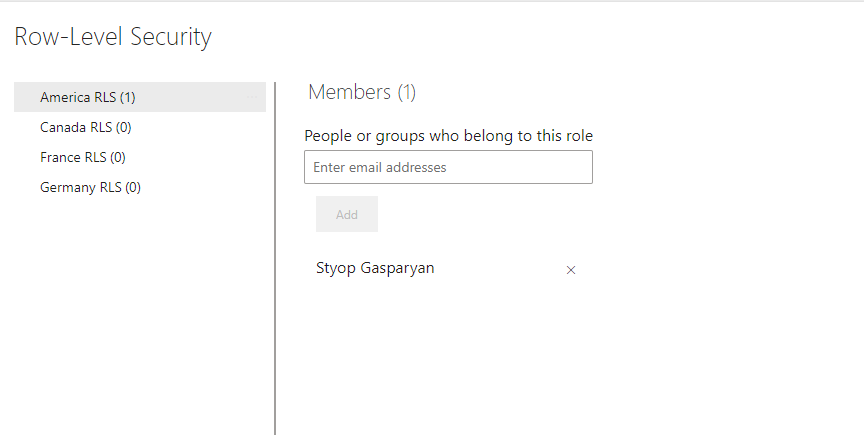 Row-Level Security
America RLS (1)
Canada RLS (0)
France RLS (0)
Germany RLS (0)
Members (1)
People or groups who belong to this role
Enter email addresses
Add
Styop Gasparyan